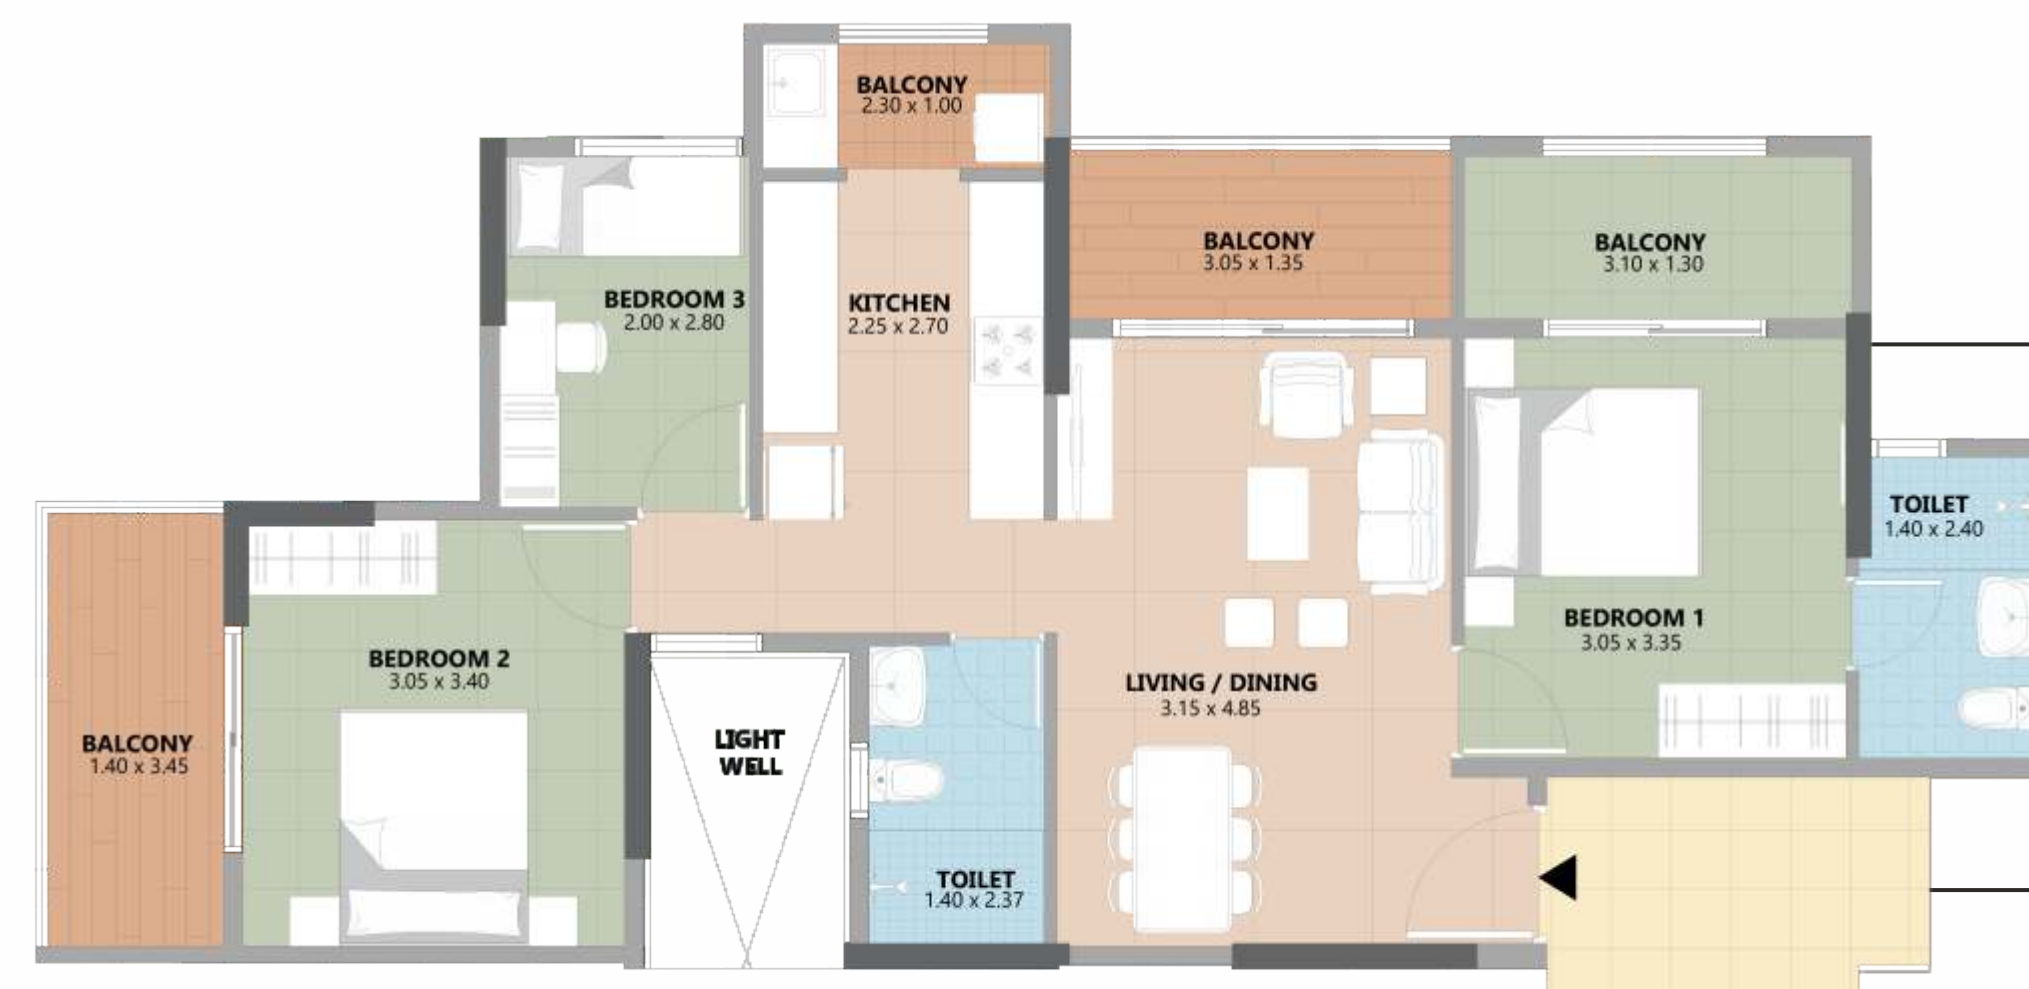 BALCONY
2.30 x 1.00
BALCONY
3.05 x 1.35
BALCONY
3.10 x 1.30
BEDROOM 3
2.00 x 2.80
KITCHEN
2.25 x 2.70
TOILET
1.40 x 2.40
BEDROOM 1
3.05 x 3.35
BEDROOM 2
3.05 x 3.40
LIVING / DINING
3.15 x 4.85
BALCONY
1.40 x 3.45
LIGHT
WELL
TOILET
1.40 x 2.37